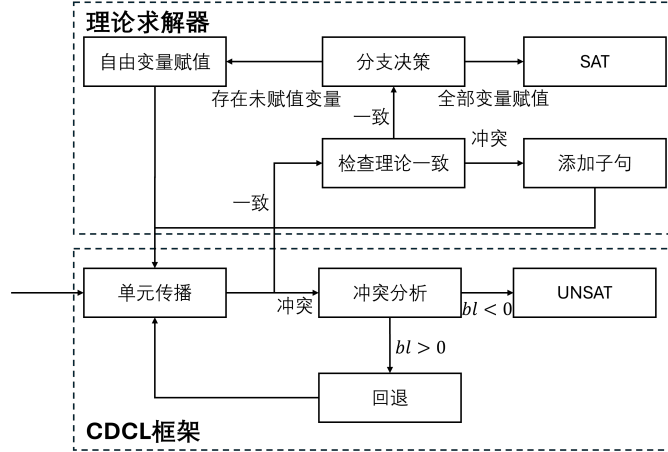 理论求解器
自由变量赋值
分支决策
SAT
存在未赋值变量
全部变量赋值
一致
冲突
检查理论一致
添加子句
一致
单元传播
冲突
冲突分析
bl < 0
UNSAT
bl > 0
回退
CDCL框架